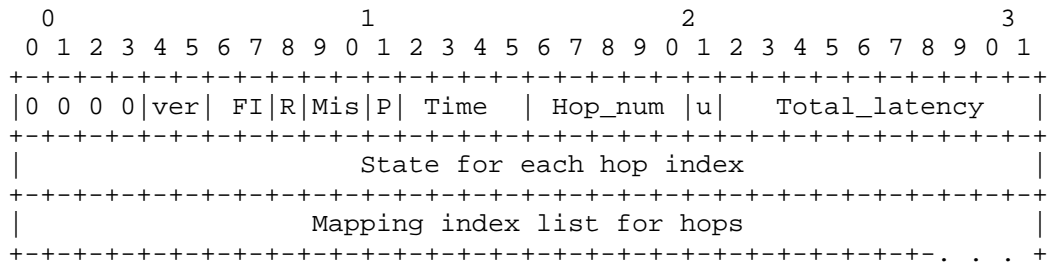 0                   1                   2                   3
 0 1 2 3 4 5 6 7 8 9 0 1 2 3 4 5 6 7 8 9 0 1 2 3 4 5 6 7 8 9 0 1
+-+-+-+-+-+-+-+-+-+-+-+-+-+-+-+-+-+-+-+-+-+-+-+-+-+-+-+-+-+-+-+-+
|0 0 0 0|ver| FI|R|Mis|P| Time  | Hop_num |u|   Total_latency   |
+-+-+-+-+-+-+-+-+-+-+-+-+-+-+-+-+-+-+-+-+-+-+-+-+-+-+-+-+-+-+-+-+
|                     State for each hop index                  |
+-+-+-+-+-+-+-+-+-+-+-+-+-+-+-+-+-+-+-+-+-+-+-+-+-+-+-+-+-+-+-+-+
|                  Mapping index list for hops                  |
+-+-+-+-+-+-+-+-+-+-+-+-+-+-+-+-+-+-+-+-+-+-+-+-+-+-+-+-+-. . . +